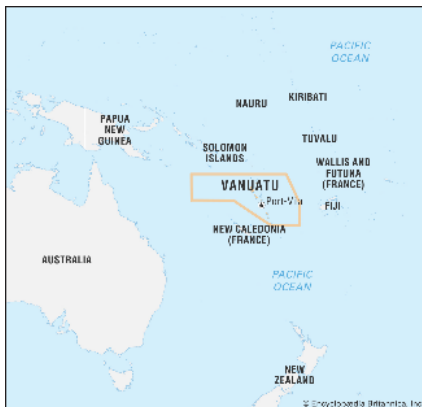 PACIFIC
OCEAN
KIRIBATI
NAURU
PAPUA
NEW
GUINEA
TUVALU
SOLOMON
ISLANDS
WALLIS AND
FUTUNA
(FRANCE)
VANUATU
Port-Vila
FIJI
NEW CALEDONIA
(FRANCE)
AUSTRALIA
PACIFIC
OCEAN
NEW
ZEALAND
© Encyclopædia Britannica, Inc